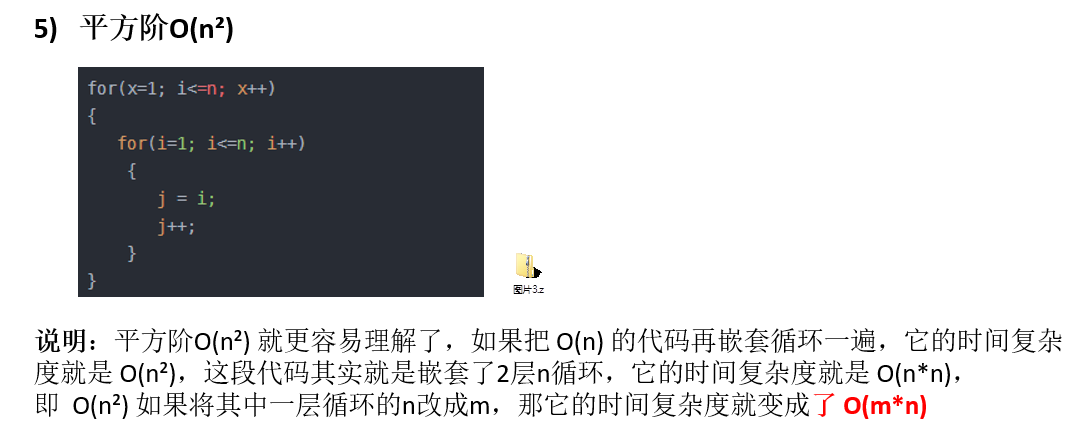 5) 平方阶O(n²)
for(x=1; i<=n; x++)
{
for(i=1; i<=n; i++)
{
j = i;
j++;
}
}
图片3.z
说明：平方阶O(n²) 就更容易理解了，如果把 O(n) 的代码再嵌套循环一遍，它的时间复杂
度就是 O(n²)，这段代码其实就是嵌套了2层n循环，它的时间复杂度就是 O(n*n)，
即 O(n²) 如果将其中一层循环的n改成m，那它的时间复杂度就变成了 O(m*n)